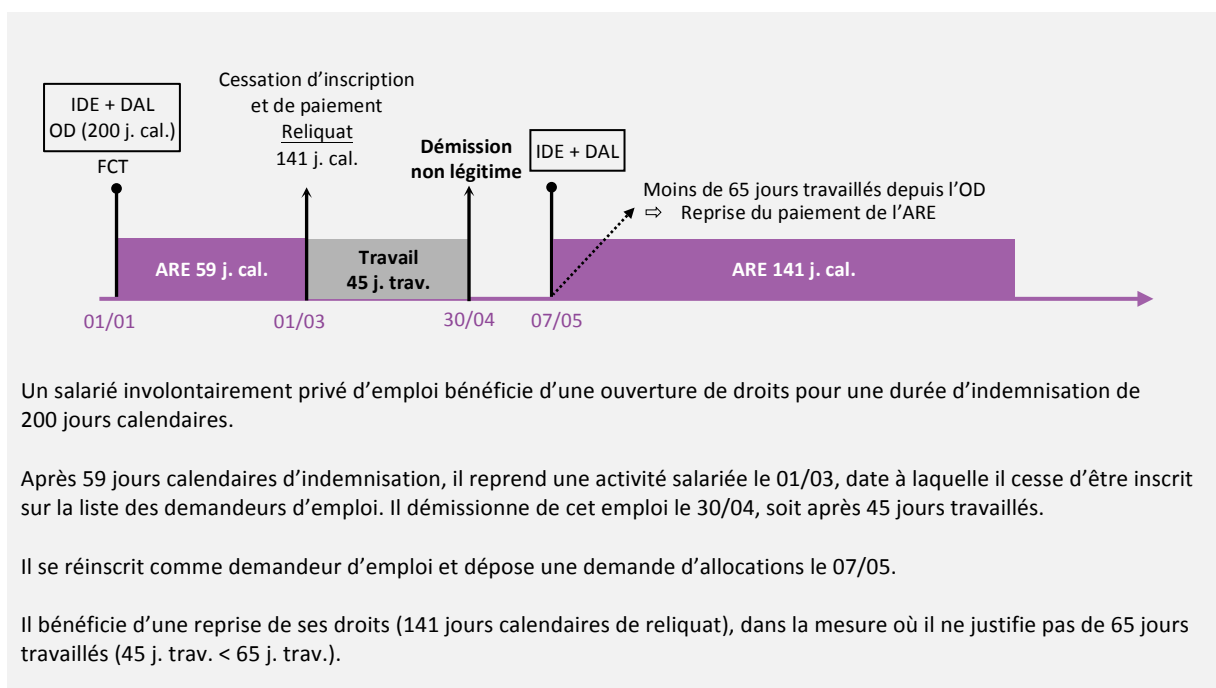 Cessation d’inscription
et de paiement
Reliquat
141 j. cal.
IDE + DAL
OD (200 j. cal.)
FCT
Démission
non légitime
IDE + DAL
Moins de 65 jours travaillés depuis l’OD
⇨ Reprise du paiement de l’ARE
ARE 59 j. cal.
Travail
45 j. trav.
ARE 141 j. cal.
01/01
01/03
30/04
07/05
Un salarié involontairement privé d’emploi bénéficie d’une ouverture de droits pour une durée d’indemnisation de
200 jours calendaires.
Après 59 jours calendaires d’indemnisation, il reprend une activité salariée le 01/03, date à laquelle il cesse d’être inscrit
sur la liste des demandeurs d’emploi. Il démissionne de cet emploi le 30/04, soit après 45 jours travaillés.
Il se réinscrit comme demandeur d’emploi et dépose une demande d’allocations le 07/05.
Il bénéficie d’une reprise de ses droits (141 jours calendaires de reliquat), dans la mesure où il ne justifie pas de 65 jours
travaillés (45 j. trav. < 65 j. trav.).